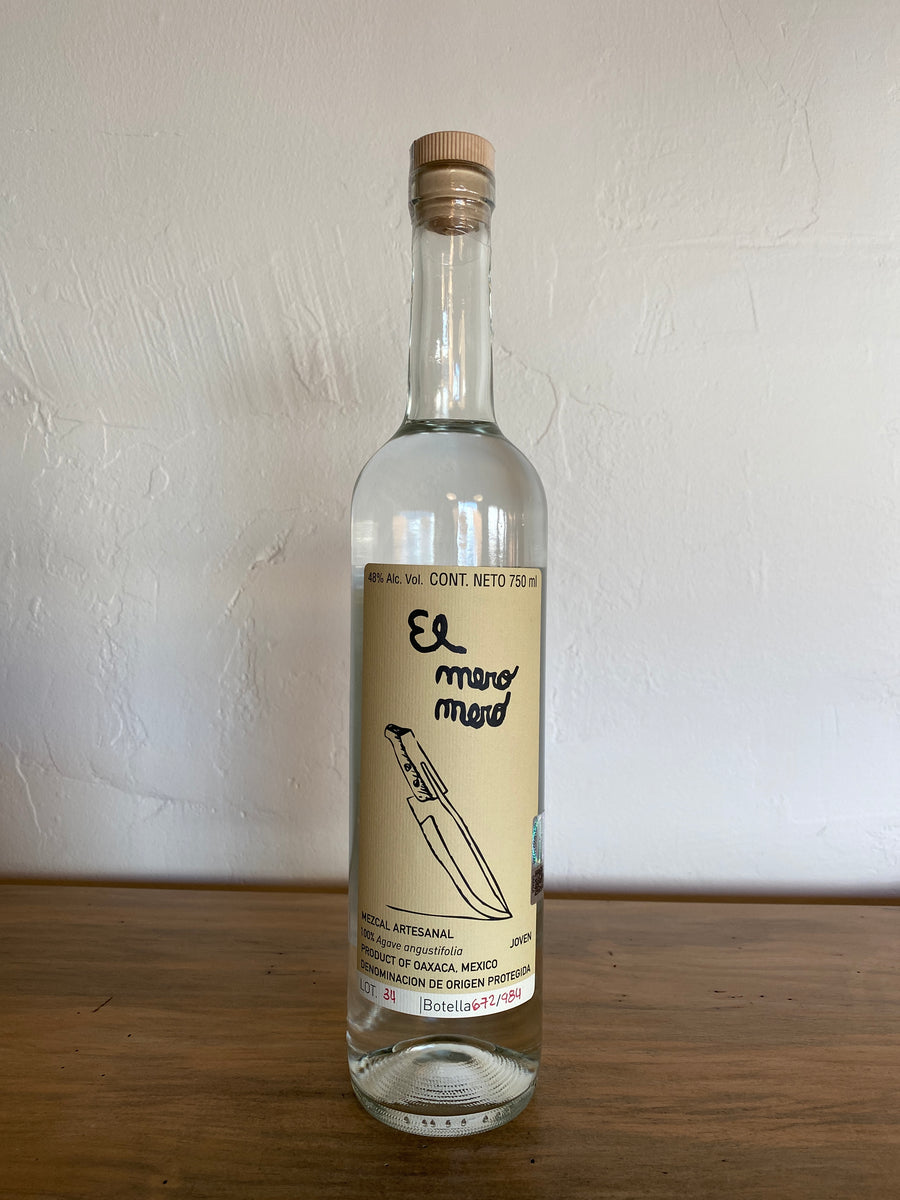 48% Alc. Vol. CONT. NETO 750 ml
El
mero
mero
MEZCAL ARTESANAL
100% Agave angustifolia
JOVEN
PRODUCT OF OAXACA, MEXICO
DENOMINACION DE ORIGEN PROTEGIDA
LOT. 34 Botella 672/984